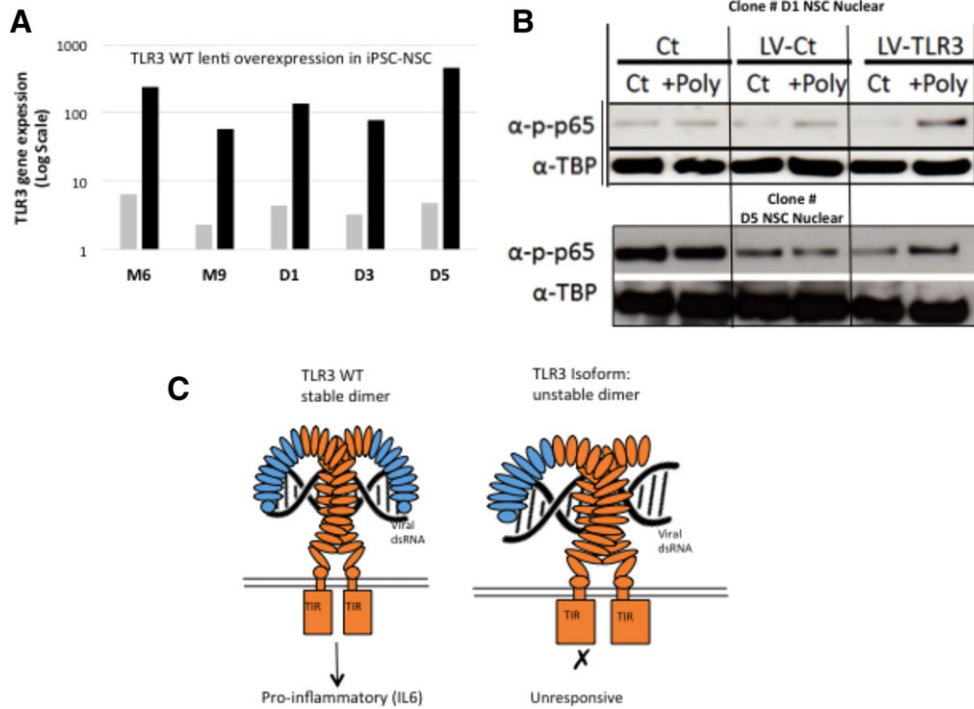 A
1000
TLR3 WT lenti overexpression in iPSC-NSC
100
10
1
TLR3 gene expession
(Log Scale)
M6 M9 D1 D3 D5
B
Clone # D1 NSC Nuclear
Ct LV-Ct LV-TLR3
Ct +Poly Ct +Poly Ct +Poly
α-p-p65
α-TBP
Clone #
D5 NSC Nuclear
α-p-p65
α-TBP
C
TLR3 WT
stable dimer
Viral
dsRNA
TIR TIR
Pro-inflammatory (IL6)
TLR3 Isoform:
unstable dimer
Viral
dsRNA
TIR TIR
✗
Unresponsive